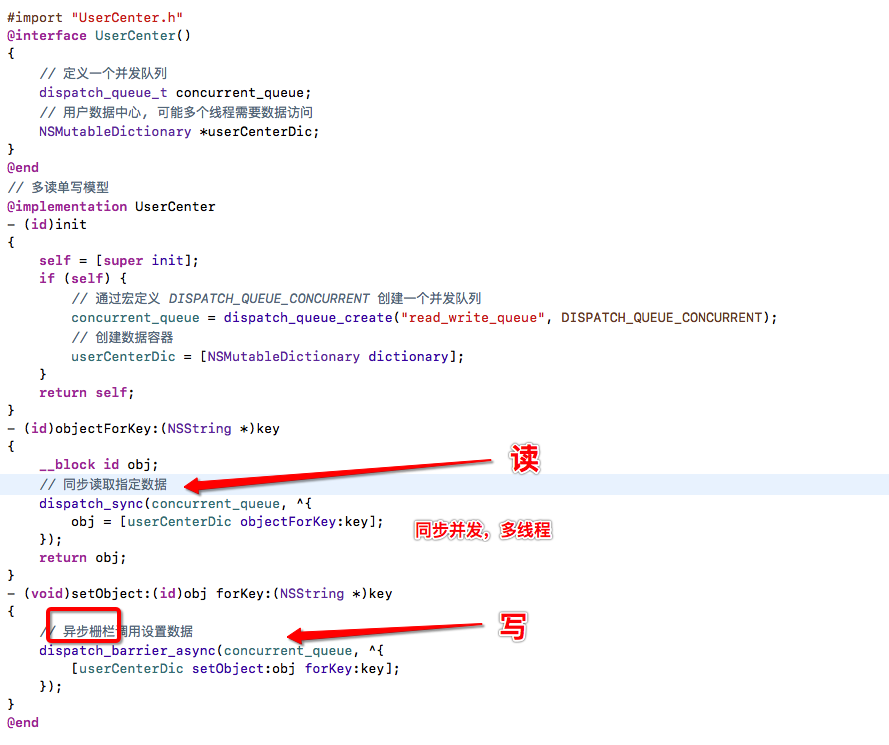 #import "UserCenter.h"
@interface UserCenter()
{
    // 定义一个并发队列
    dispatch_queue_t concurrent_queue;
    // 用户数据中心, 可能多个线程需要数据访问
    NSMutableDictionary *userCenterDic;
}
@end
// 多读单写模型
@implementation UserCenter
- (id)init
{
    self = [super init];
    if (self) {
        // 通过宏定义 DISPATCH_QUEUE_CONCURRENT 创建一个并发队列
        concurrent_queue = dispatch_queue_create("read_write_queue", DISPATCH_QUEUE_CONCURRENT);
        // 创建数据容器
        userCenterDic = [NSMutableDictionary dictionary];
    }
    return self;
}
- (id)objectForKey:(NSString *)key
{
    __block id obj;
读
    // 同步读取指定数据
    dispatch_sync(concurrent_queue, ^{
        obj = [userCenterDic objectForKey:key];
同步并发，多线程
    });
    return obj;
}
- (void)setObject:(id)obj forKey:(NSString *)key
{
写
    // 异步栅栏调用设置数据
    dispatch_barrier_async(concurrent_queue, ^{
        [userCenterDic setObject:obj forKey:key];
    });
}
@end